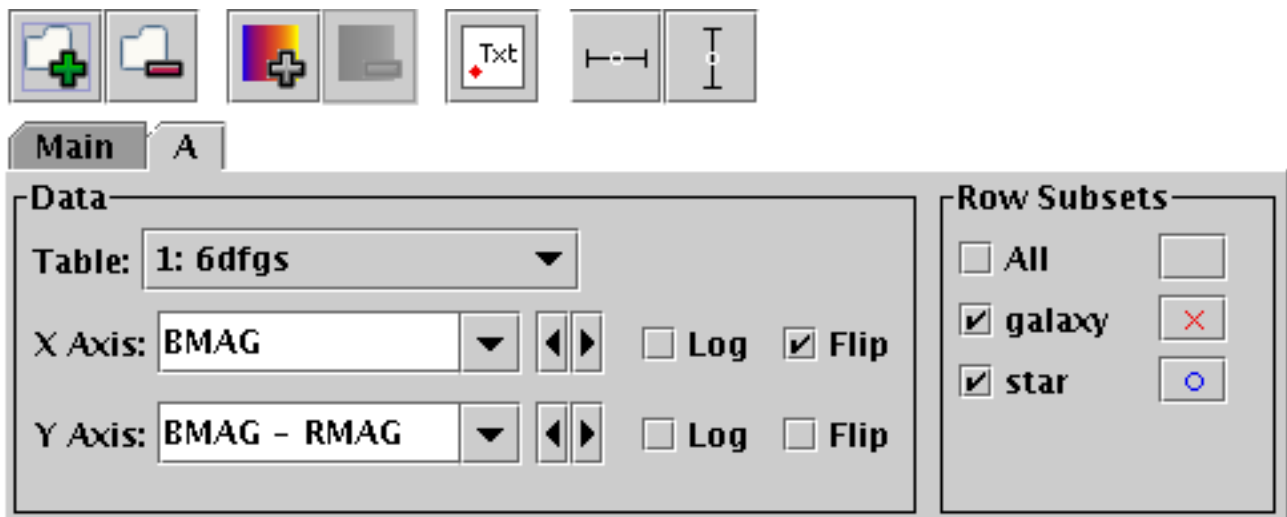 Txt
Main A
Data
Table: 1: 6dfgs
X Axis: BMAG Log Flip
Y Axis: BMAG - RMAG Log Flip
Row Subsets
All
galaxy
star